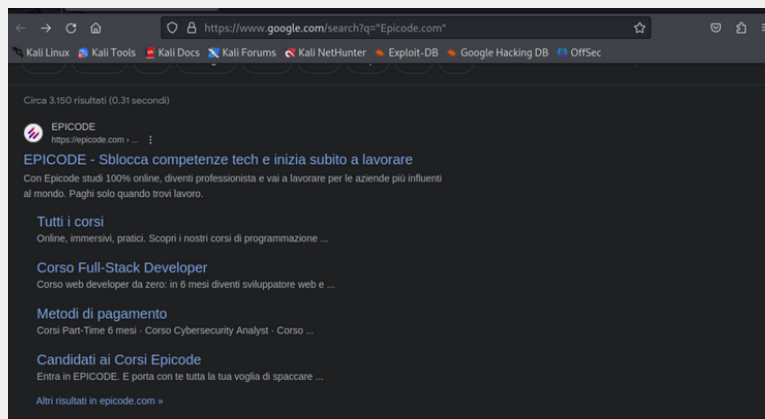 https://www.google.com/search?q="Epicode.com"
Kali Linux Kali Tools Kali Docs Kali Forums Kali NetHunter Exploit-DB Google Hacking DB OffSec
Circa 3.150 risultati (0,31 secondi)
EPICODE
https://epicode.com › ...
EPICODE - Sblocca competenze tech e inizia subito a lavorare
Con Epicode studi 100% online, diventi professionista e vai a lavorare per le aziende più influenti
al mondo. Paghi solo quando trovi lavoro.
Tutti i corsi
Online, immersivi, pratici. Scopri i nostri corsi di programmazione ...
Corso Full-Stack Developer
Corso web developer da zero: in 6 mesi diventi sviluppatore web e ...
Metodi di pagamento
Corsi Part-Time 6 mesi · Corso Cybersecurity Analyst · Corso ...
Candidati ai Corsi Epicode
Entra in EPICODE. E porta con te tutta la tua voglia di spaccare ...
Altri risultati in epicode.com »